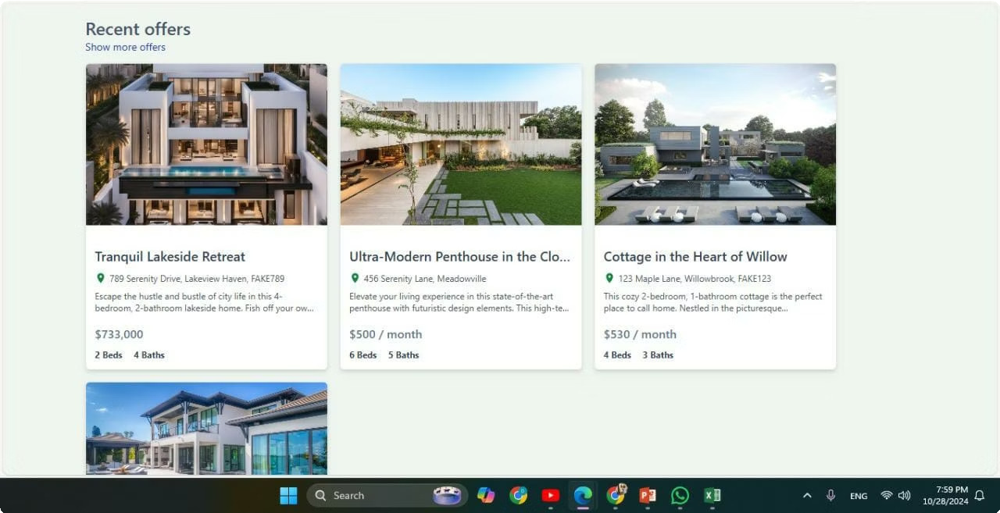 Recent offers
Show more offers
Tranquil Lakeside Retreat
789 Serenity Drive, Lakeview Haven, FAKE789
Escape the hustle and bustle of city life in this 4-
bedroom, 2-bathroom lakeside home. Fish off your ow...
$733,000
2 Beds 4 Baths
Ultra-Modern Penthouse in the Clo...
456 Serenity Lane, Meadowville
Elevate your living experience in this state-of-the-art
penthouse with futuristic design elements. This high-te...
$500 / month
6 Beds 5 Baths
Cottage in the Heart of Willow
123 Maple Lane, Willowbrook, FAKE123
This cozy 2-bedroom, 1-bathroom cottage is the perfect
place to call home. Nestled in the picturesque...
$530 / month
4 Beds 3 Baths
Search
ENG
7:59 PM
10/28/2024